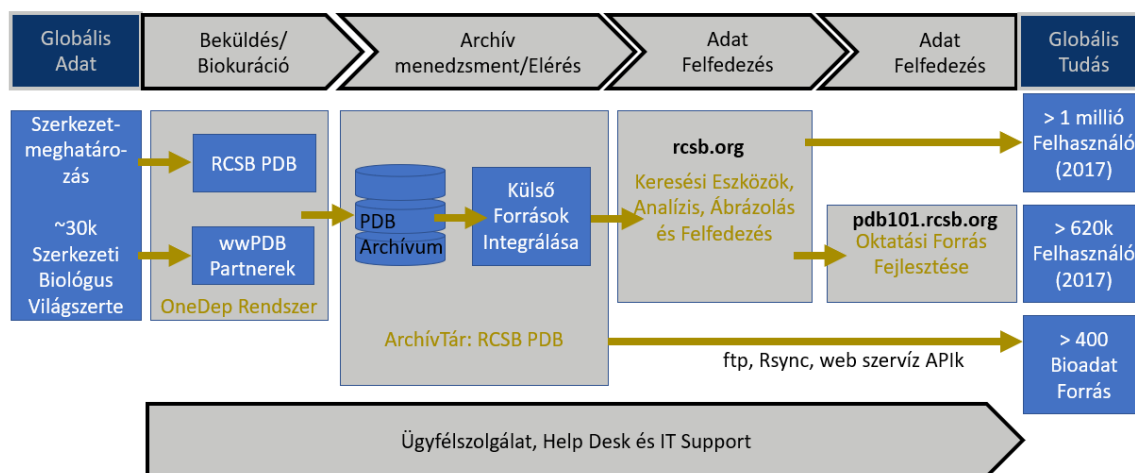 Globális
Adat
Beküldés/
Biokuráció
Archív
menedzsment/Elérés
Adat
Felfedezés
Adat
Felfedezés
Globális
Tudás
Szerkezet-
meghatáro-
zás
~30k
Szerkezeti
Biológus
Világszerte
RCSB PDB
wwPDB
Partnerek
OneDep Rendszer
PDB
Archívum
Külső
Források
Integrálása
ArchívTár: RCSB PDB
rcsb.org
Keresési Eszközök,
Analízis, Ábrázolás
és Felfedezés
pdb101.rcsb.org
Oktatási Forrás
Fejlesztése
> 1 millió
Felhasználó
(2017)
> 620k
Felhasználó
(2017)
> 400
Bioadat
Forrás
ftp, Rsync, web szervíz APIk
Ügyfélszolgálat, Help Desk és IT Support